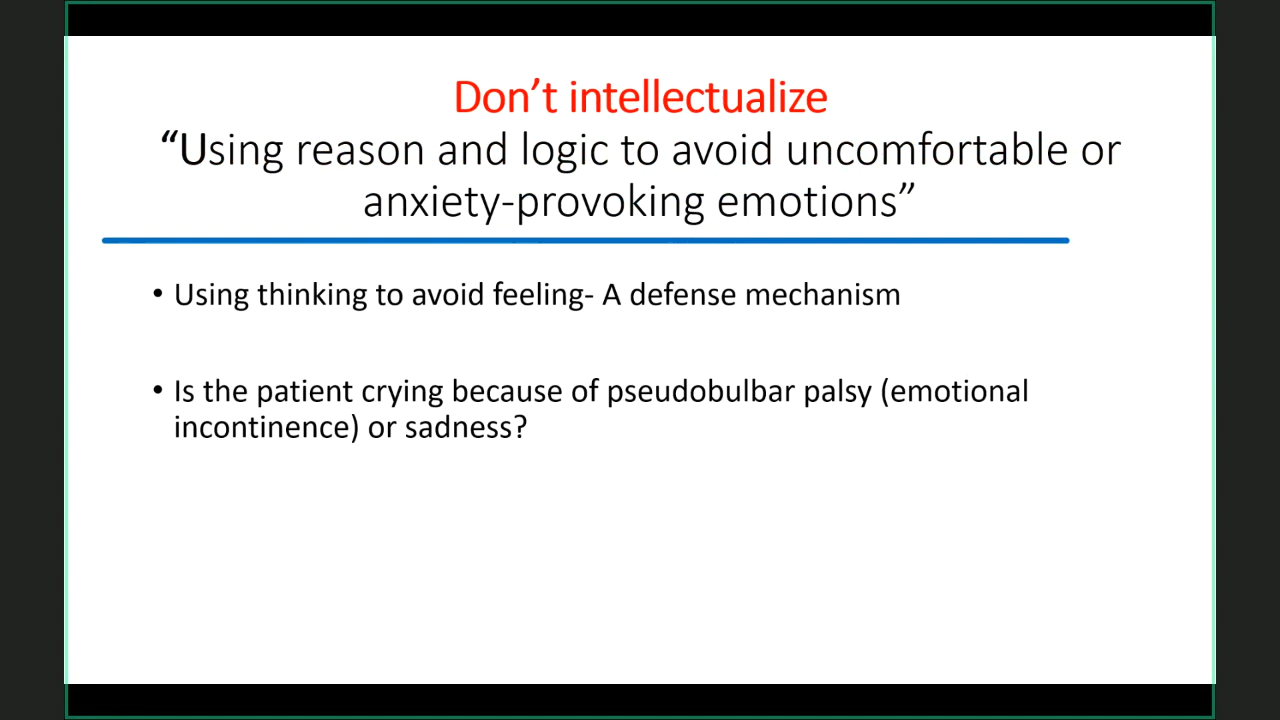 Don’t intellectualize
“Using reason and logic to avoid uncomfortable or
anxiety-provoking emotions”
• Using thinking to avoid feeling- A defense mechanism
• Is the patient crying because of pseudobulbar palsy (emotional
incontinence) or sadness?